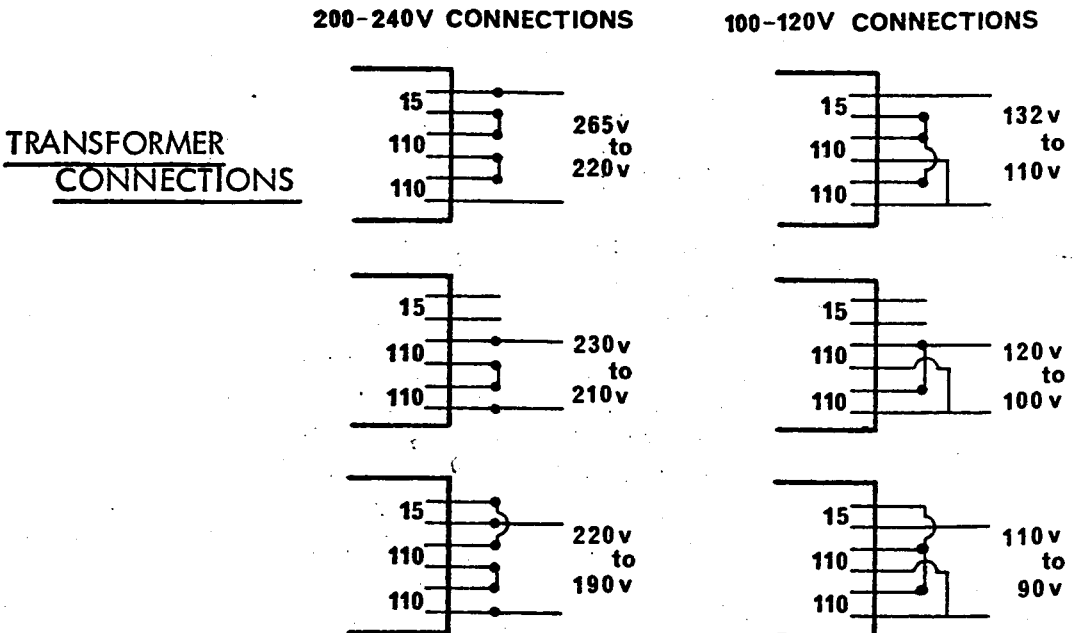 200-240V CONNECTIONS
100-120V CONNECTIONS
TRANSFORMER
CONNECTIONS
15
110
110
265v
to
220v
15
110
110
132v
to
110v
15
110
110
230v
to
210v
15
110
110
120v
to
100v
15
110
110
220v
to
190v
15
110
110
110v
to
90v